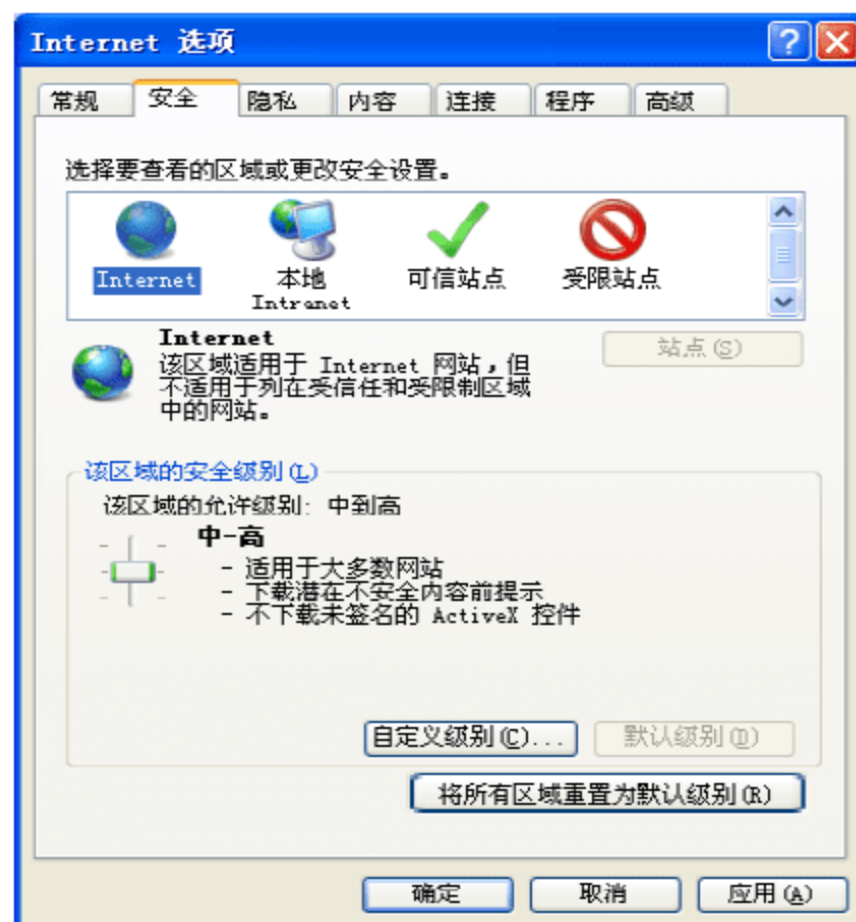 Internet 选项
常规 安全 隐私 内容 连接 程序 高级
选择要查看的区域或更改安全设置。
Internet 本地 Intranet 可信站点 受限站点
Internet
该区域适用于 Internet 网站，但
不适用于列在受信任和受限制区域
中的网站。
站点(S)
该区域的安全级别(L)
该区域的允许级别: 中到高
中-高
- 适用于大多数网站
- 下载潜在不安全内容前提示
- 不下载未签名的 ActiveX 控件
自定义级别(C)... 默认级别(D)
将所有区域重置为默认级别(R)
确定 取消 应用(A)